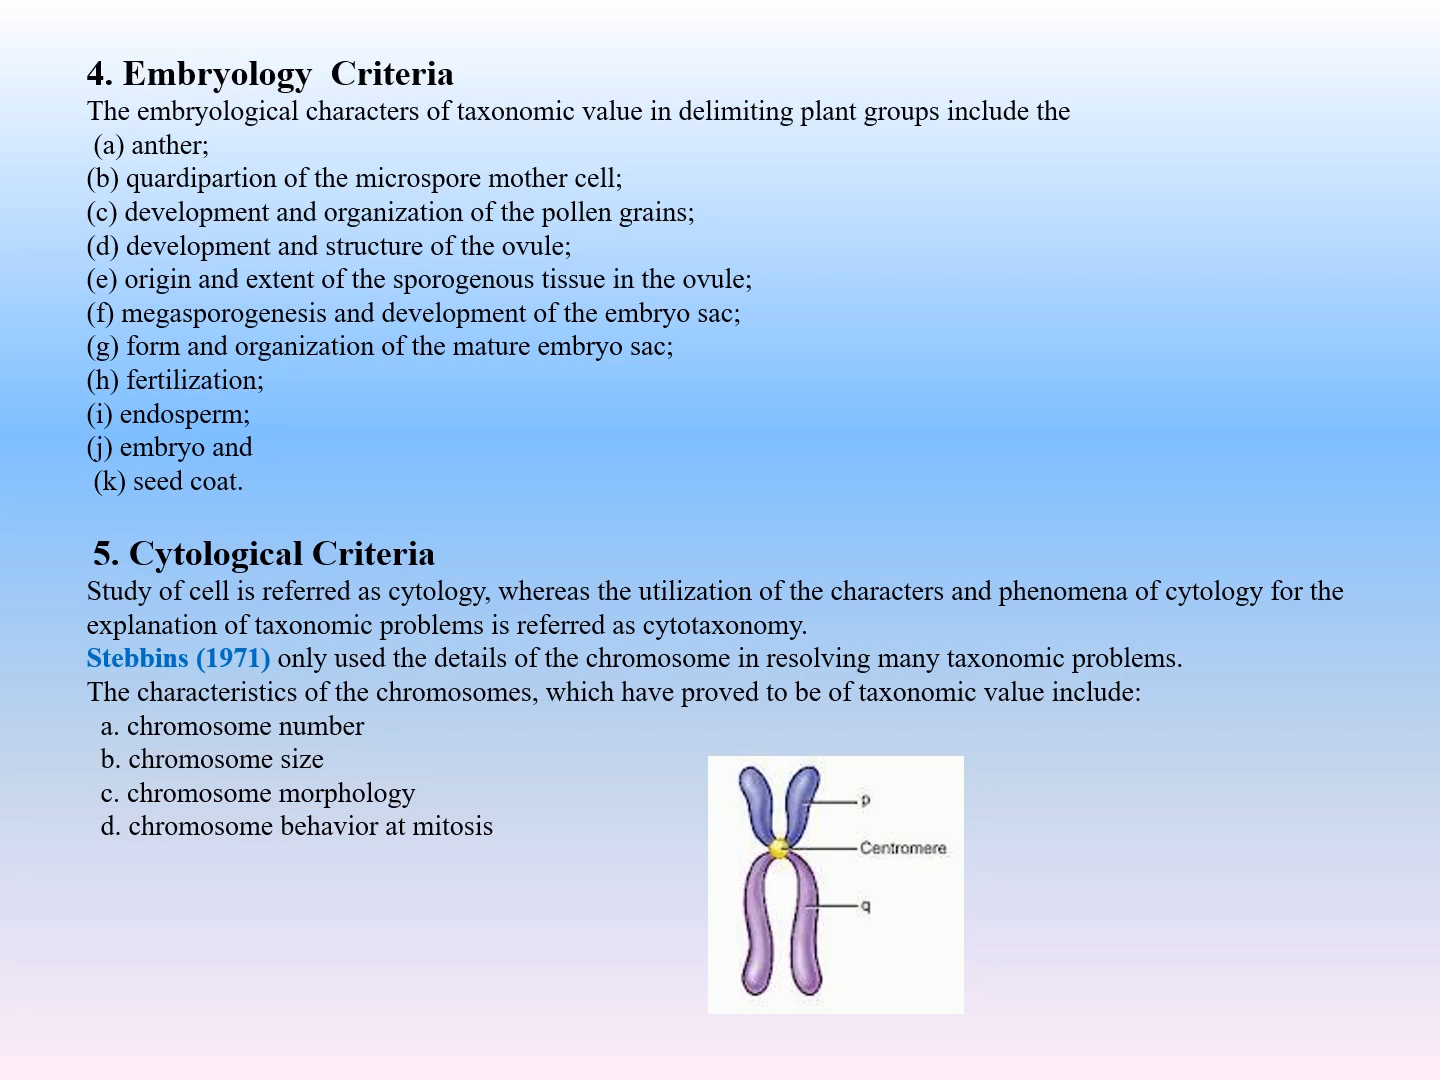 4. Embryology  Criteria
The embryological characters of taxonomic value in delimiting plant groups include the
(a) anther;
(b) quardipartion of the microspore mother cell;
(c) development and organization of the pollen grains;
(d) development and structure of the ovule;
(e) origin and extent of the sporogenous tissue in the ovule;
(f) megasporogenesis and development of the embryo sac;
(g) form and organization of the mature embryo sac;
(h) fertilization;
(i) endosperm;
(j) embryo and
(k) seed coat.
5. Cytological Criteria
Study of cell is referred as cytology, whereas the utilization of the characters and phenomena of cytology for the
explanation of taxonomic problems is referred as cytotaxonomy.
Stebbins (1971) only used the details of the chromosome in resolving many taxonomic problems.
The characteristics of the chromosomes, which have proved to be of taxonomic value include:
a. chromosome number
b. chromosome size
c. chromosome morphology
d. chromosome behavior at mitosis
p
Centromere
q